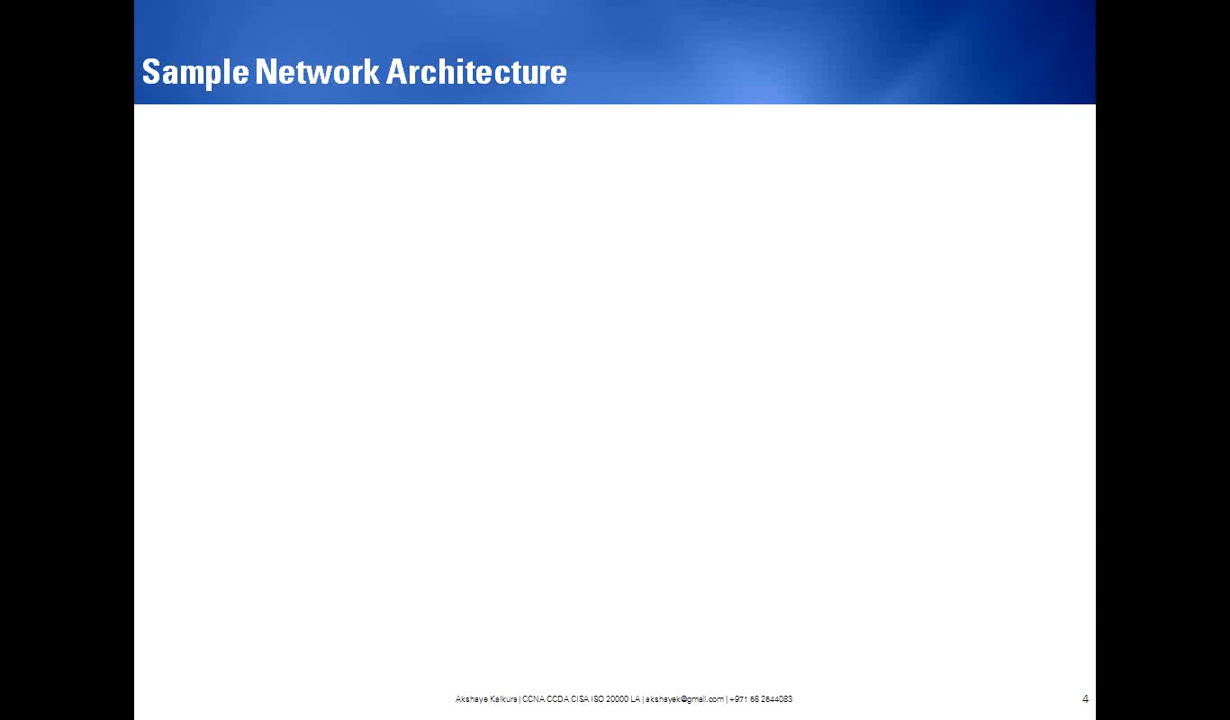 Sample Network Architecture
Akshaye Kalkura | CCNA CCDA CISA ISO 20000 LA | akshayek@gmail.com | +971 66 2644083
4